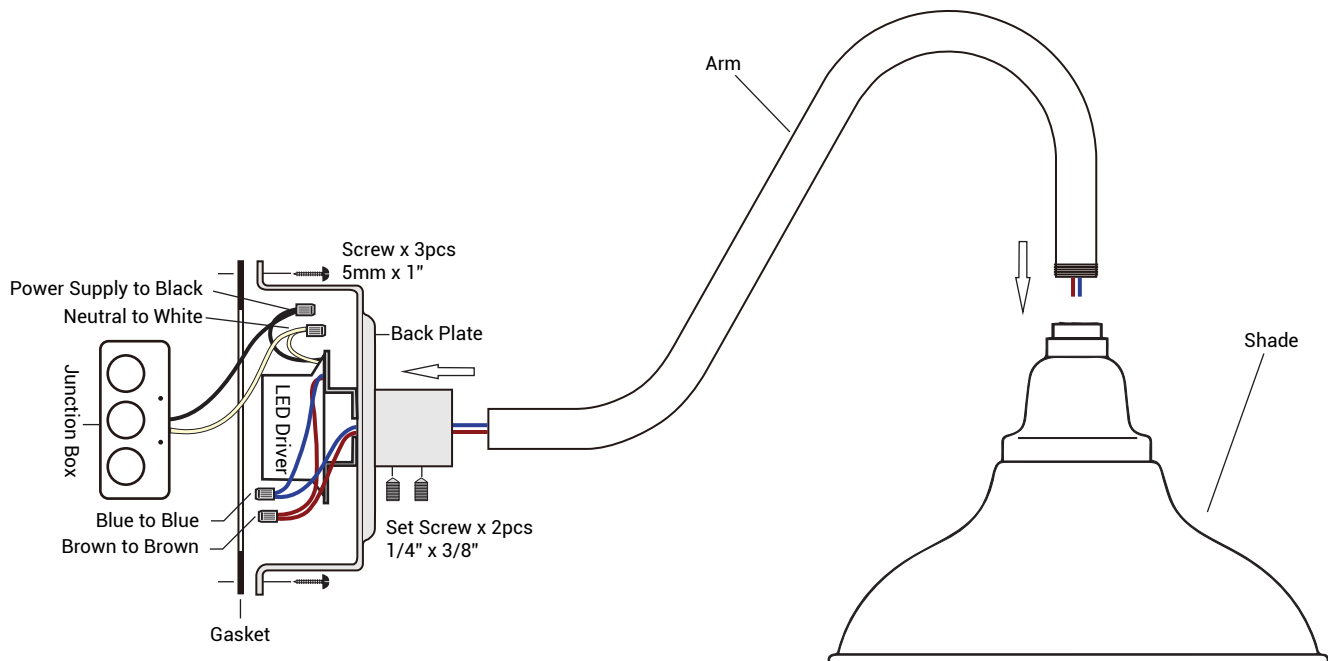 Arm
Screw x 3pcs
5mm x 1”
Power Supply to Black
Neutral to White
Back Plate
Shade
Junction Box
LED Driver
Blue to Blue
Brown to Brown
Set Screw x 2pcs
1/4” x 3/8”
Gasket